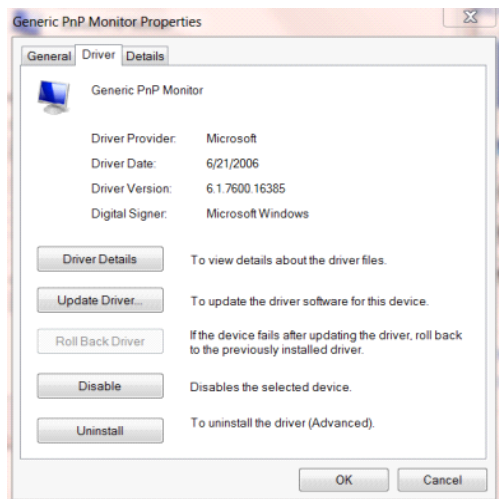 Generic PnP Monitor Properties
General Driver Details
Generic PnP Monitor
Driver Provider: Microsoft
Driver Date: 6/21/2006
Driver Version: 6.1.7600.16385
Digital Signer: Microsoft Windows
Driver Details To view details about the driver files.
Update Driver... To update the driver software for this device.
Roll Back Driver If the device fails after updating the driver, roll back
to the previously installed driver.
Disable Disables the selected device.
Uninstall To uninstall the driver (Advanced).
OK Cancel